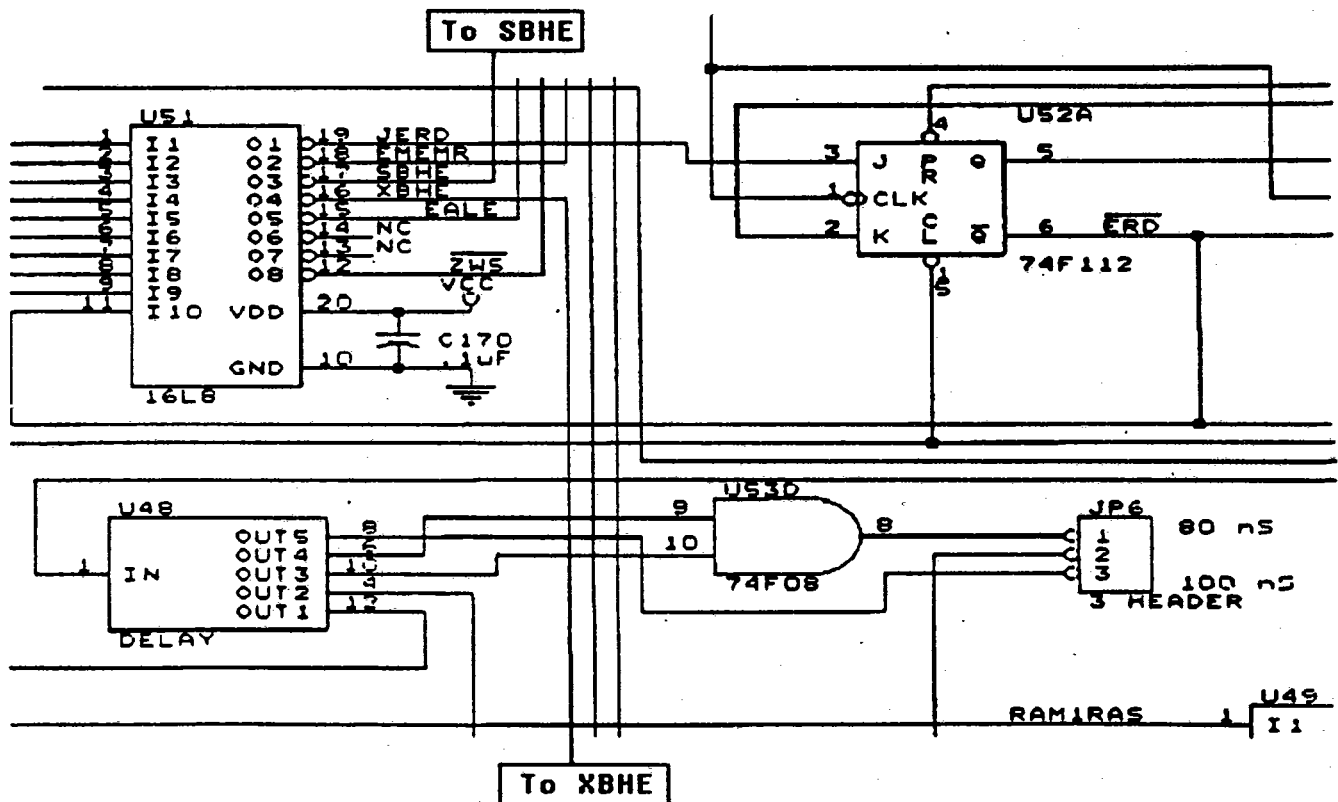 To SBHE
U51
1 I1 O1 19 JERD
I2 O2 18 EMEMR
I3 O3 SBHE
I4 O4 16 XBHE
I5 O5 15 EALE
I6 O6 14 NC
I7 O7 13 NC
I8 O8 12 ZWS
I9
11 I10 VDD 20 VCC
C170
.1uF
GND 10
16L8
U52A
4
3 J PR Q 5
1 CLK
2 K CL Q 6 ERD
15
74F112
U48
1 IN
OUT5
OUT4
OUT3
OUT2
OUT1
DELAY
U53D
9
10
8
74F08
JP6
1 80 nS
2
3 100 nS
3 HEADER
RAM1RAS 1
U49
I1
To XBHE